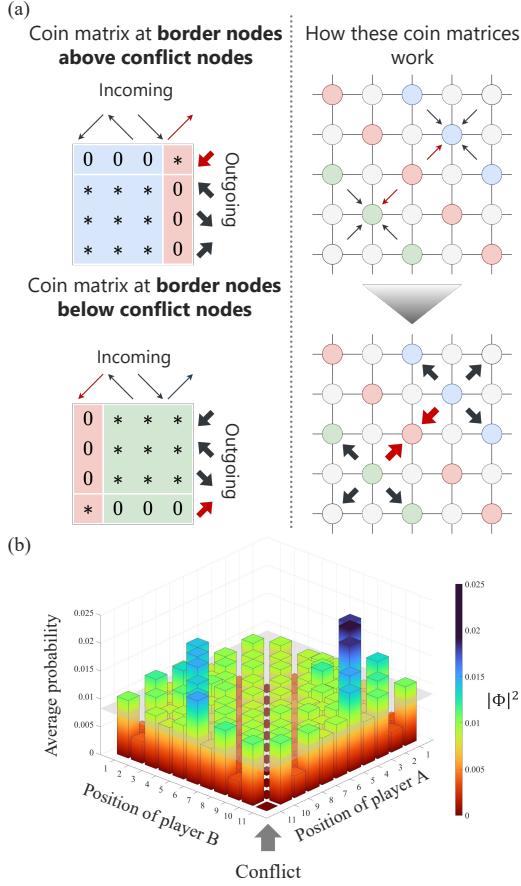 (a)
Coin matrix at border nodes
above conflict nodes
How these coin matrices
work
Incoming
0 0 0 *
* * * 0
* * * 0
* * * 0
Outgoing
Coin matrix at border nodes
below conflict nodes
Incoming
0 * * *
0 * * *
0 * * *
* 0 0 0
Outgoing
(b)
Average probability
0.025
0.02
0.015
0.01
0.005
0
1 2 3 4 5 6 7 8 9 10 11
Position of player B
11 10 9 8 7 6 5 4 3 2 1
Position of player A
0.025
0.02
0.015
0.01
0.005
0
|Φ|²
Conflict